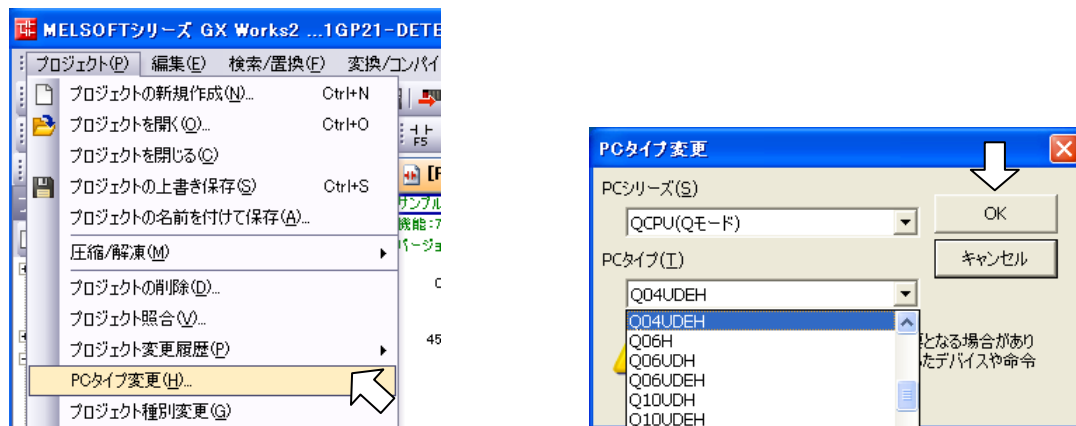 MELSOFTシリーズ GX Works2 ...1GP21-DETE
プロジェクト(P) 編集(E) 検索/置換(F) 変換/コンパイ
プロジェクトの新規作成(N)... Ctrl+N
プロジェクトを開く(O)... Ctrl+O
プロジェクトを閉じる(C)
プロジェクトの上書き保存(S) Ctrl+S
プロジェクトの名前を付けて保存(A)...
圧縮/解凍(M)
プロジェクトの削除(D)...
プロジェクト照合(V)...
プロジェクト変更履歴(P)
PCタイプ変更(H)...
プロジェクト種別変更(G)
F5
サンプル
機能:7
バージョ
0
45
PCタイプ変更
PCシリーズ(S)
QCPU(Qモード)
OK
PCタイプ(T)
キャンセル
Q04UDEH
Q04UDEH
Q06H
となる場合があり
Q06UDH
たデバイスや命令
Q06UDEH
Q10UDH
Q10UDEH